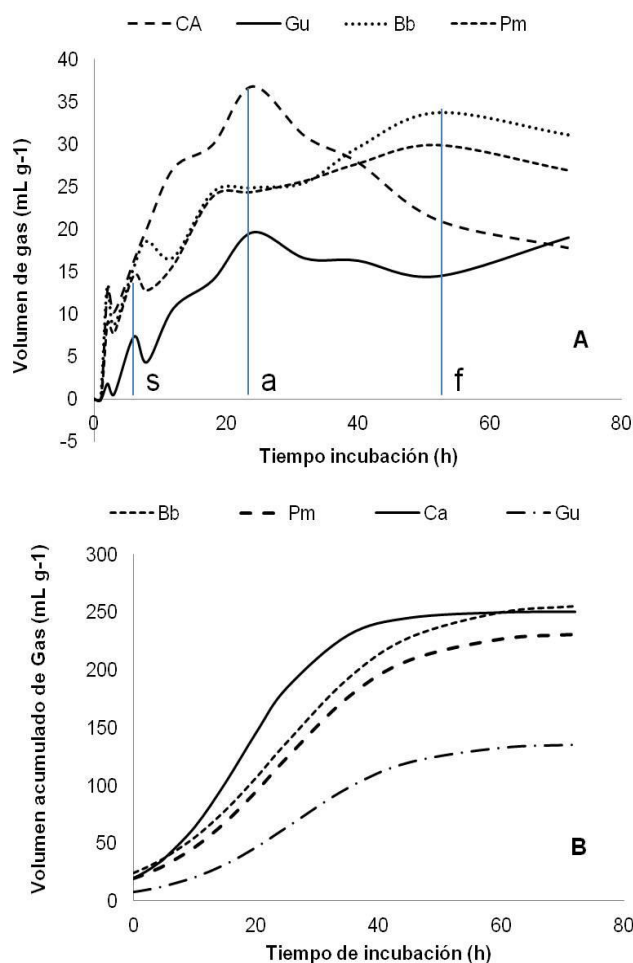 CA Gu Bb Pm
Volumen de gas (mL g-1)
40
35
30
25
20
15
10
5
0
-5
s a f
A
0 20 40 60 80
Tiempo incubación (h)
Bb Pm Ca Gu
Volumen acumulado de Gas (mL g-1)
300
250
200
150
100
50
0
B
0 20 40 60 80
Tiempo de incubación (h)